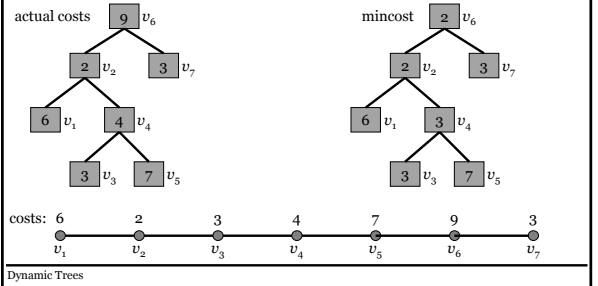 actual costs 9 v₆ mincost 2 v₆
2 v₂ 3 v₇ 2 v₂ 3 v₇
6 v₁ 4 v₄ 6 v₁ 3 v₄
3 v₃ 7 v₅ 3 v₃ 7 v₅
costs: 6 2 3 4 7 9 3
v₁ v₂ v₃ v₄ v₅ v₆ v₇
Dynamic Trees